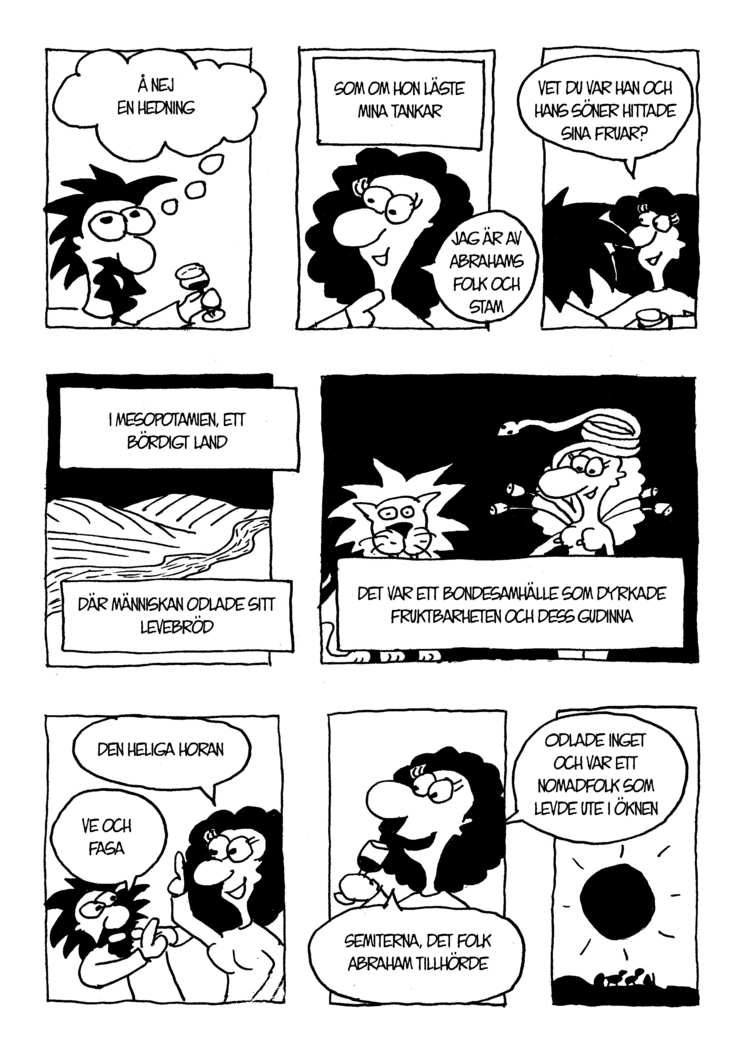 Å NEJ
EN HEDNING
SOM OM HON LÄSTE
MINA TANKAR
JAG ÄR AV
ABRAHAMS
FOLK OCH
STAM
VET DU VAR HAN OCH
HANS SÖNER HITTADE
SINA FRUAR?
I MESOPOTAMIEN, ETT
BÖRDIGT LAND
DÄR MÄNNISKAN ODLADE SITT
LEVEBRÖD
DET VAR ETT BONDESAMHÄLLE SOM DYRKADE
FRUKTBARHETEN OCH DESS GUDINNA
DEN HELIGA HORAN
VE OCH
FASA
SEMITERNA, DET FOLK
ABRAHAM TILLHÖRDE
ODLADE INGET
OCH VAR ETT
NOMADFOLK SOM
LEVDE UTE I ÖKNEN